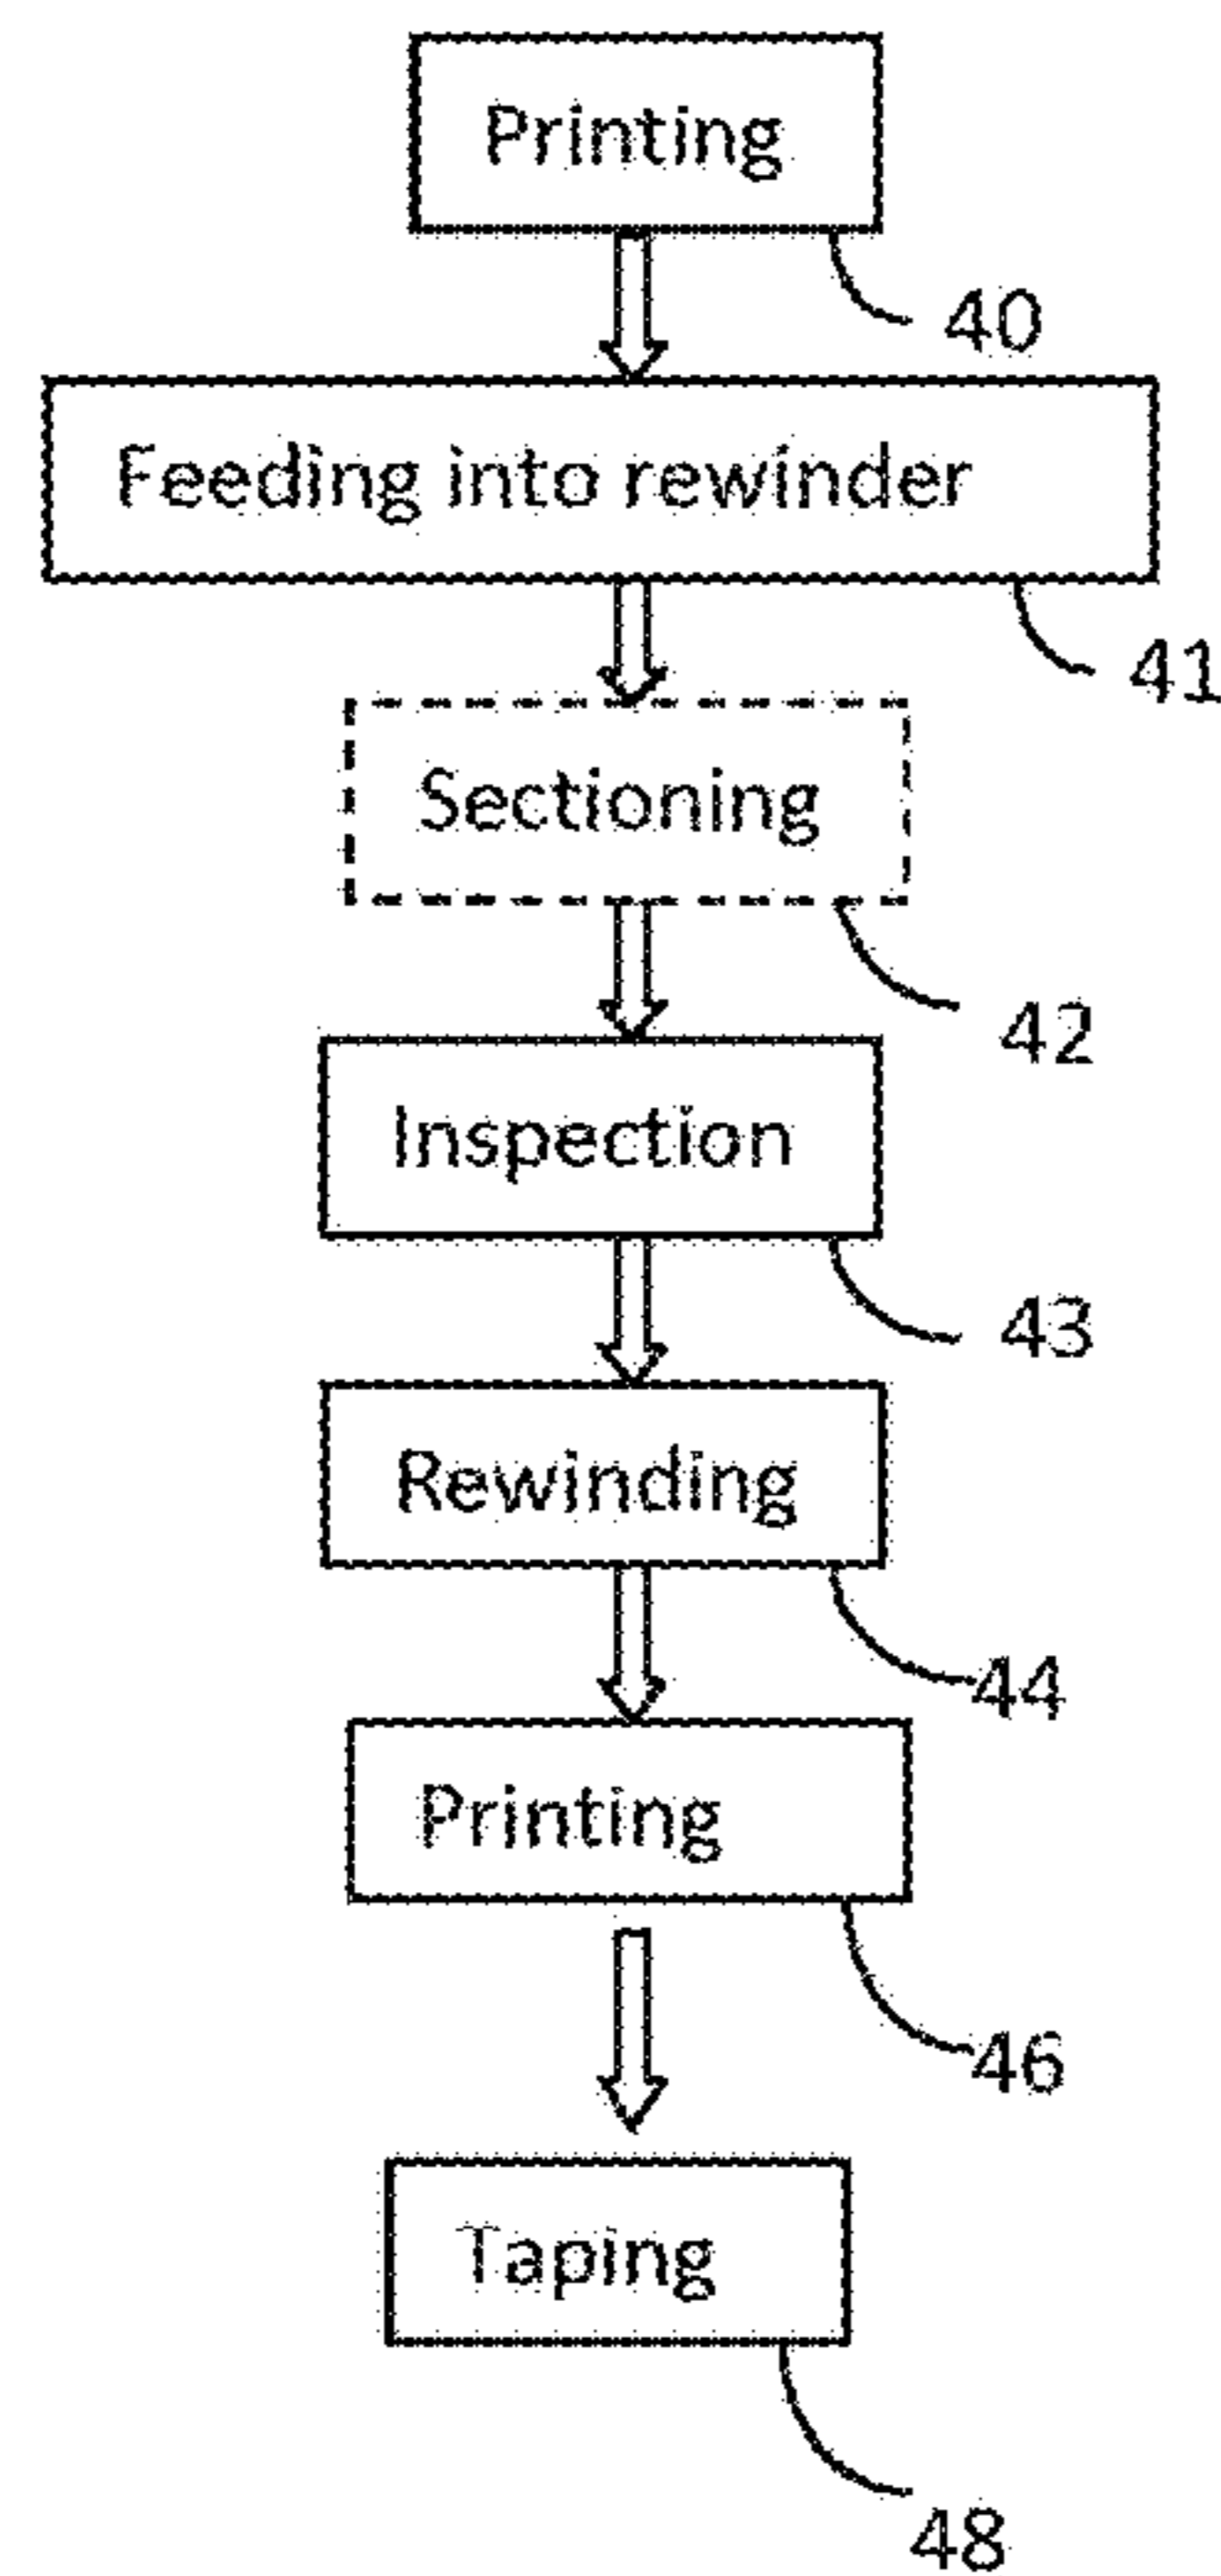 Printing
40
Feeding into rewinder
41
Sectioning
42
Inspection
43
Rewinding
44
Printing
46
Taping
48